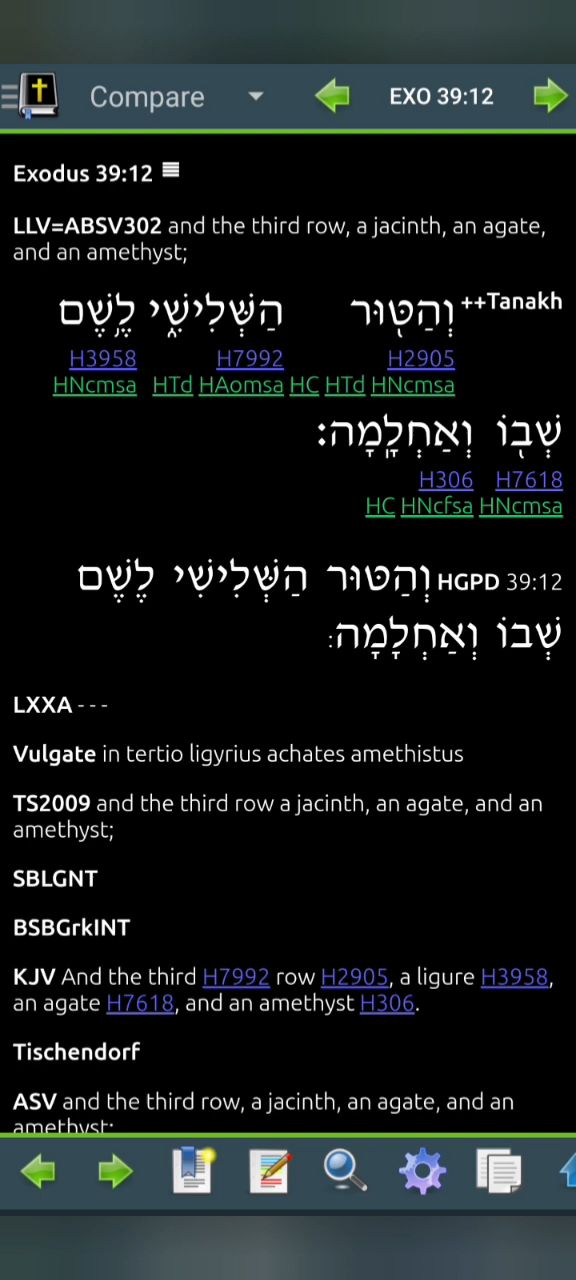 Compare EXO 39:12
Exodus 39:12
LLV=ABSV302 and the third row, a jacinth, an agate,
and an amethyst;
++Tanakh וְהַטּ֖וּר הַשְּׁלִישִׁ֑י לֶ֥שֶׁם
H3958 H7992 H2905
HNcmsa HTd HAomsa HC HTd HNcmsa
שְׁב֖וֹ וְאַחְלָֽמָה׃
H306 H7618
HC HNcfsa HNcmsa
HGPD 39:12 וְהַטּוּר הַשְּׁלִישִׁי לֶשֶׁם
שְׁבוֹ וְאַחְלָמָה׃
LXXA - - -
Vulgate in tertio ligyrius achates amethistus
TS2009 and the third row a jacinth, an agate, and an
amethyst;
SBLGNT
BSBGrkINT
KJV And the third H7992 row H2905, a ligure H3958,
an agate H7618, and an amethyst H306.
Tischendorf
ASV and the third row, a jacinth, an agate, and an
amethyst;